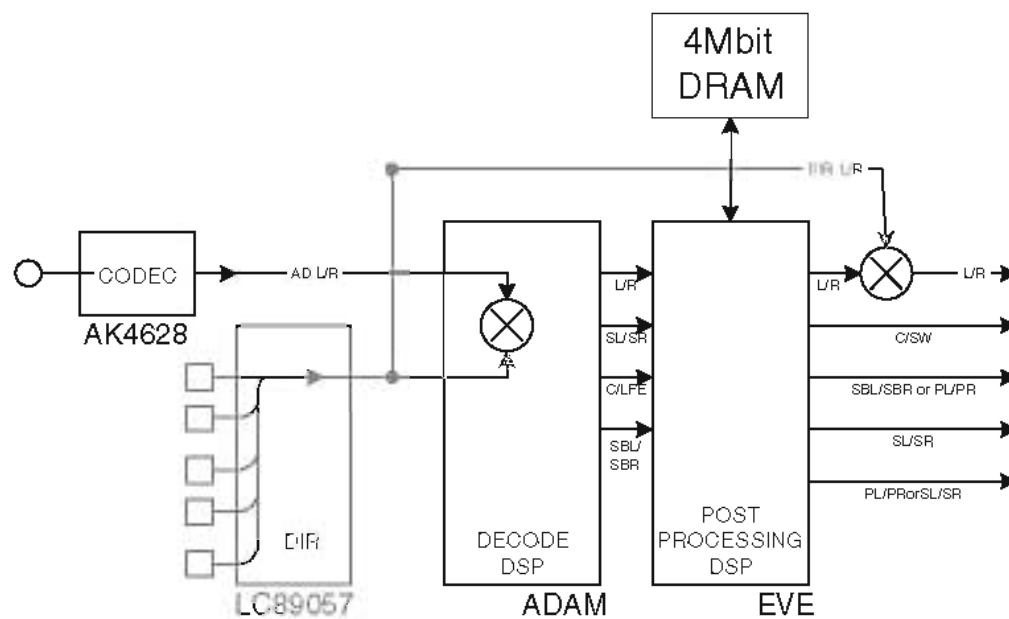 4Mbit
DRAM
DIR L/R
CODEC
AD L/R
AK4628
L/R
SL/SR
C/LFE
SBL/
SBR
L/R
L/R
C/SW
SBL/SBR or PL/PR
SL/SR
PL/PRorSL/SR
DIR
LC89057
DECODE
DSP
ADAM
POST
PROCESSING
DSP
EVE